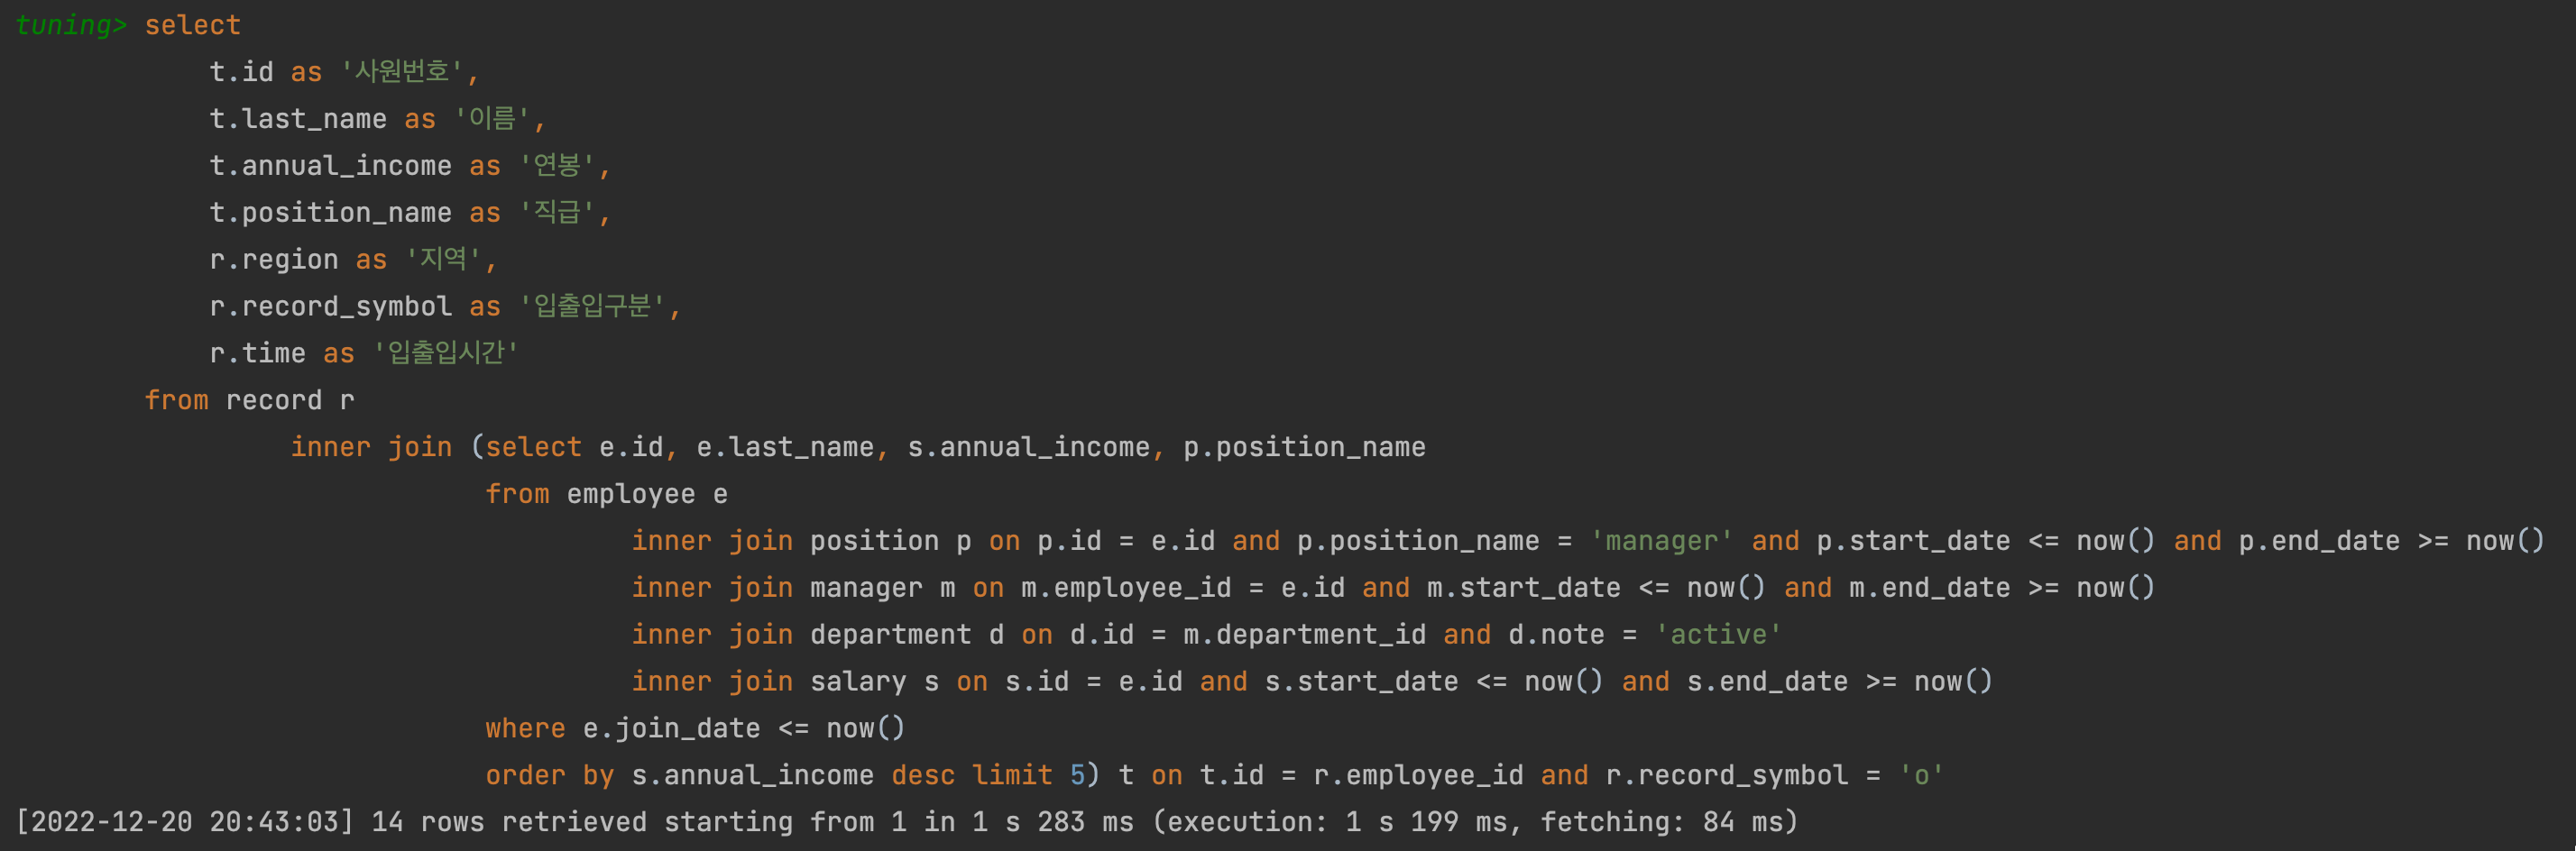 tuning> select
t.id as '사원번호',
t.last_name as '이름',
t.annual_income as '연봉',
t.position_name as '직급',
r.region as '지역',
r.record_symbol as '입출입구분',
r.time as '입출입시간'
from record r
inner join (select e.id, e.last_name, s.annual_income, p.position_name
from employee e
inner join position p on p.id = e.id and p.position_name = 'manager' and p.start_date <= now() and p.end_date >= now()
inner join manager m on m.employee_id = e.id and m.start_date <= now() and m.end_date >= now()
inner join department d on d.id = m.department_id and d.note = 'active'
inner join salary s on s.id = e.id and s.start_date <= now() and s.end_date >= now()
where e.join_date <= now()
order by s.annual_income desc limit 5) t on t.id = r.employee_id and r.record_symbol = 'o'
[2022-12-20 20:43:03] 14 rows retrieved starting from 1 in 1 s 283 ms (execution: 1 s 199 ms, fetching: 84 ms)